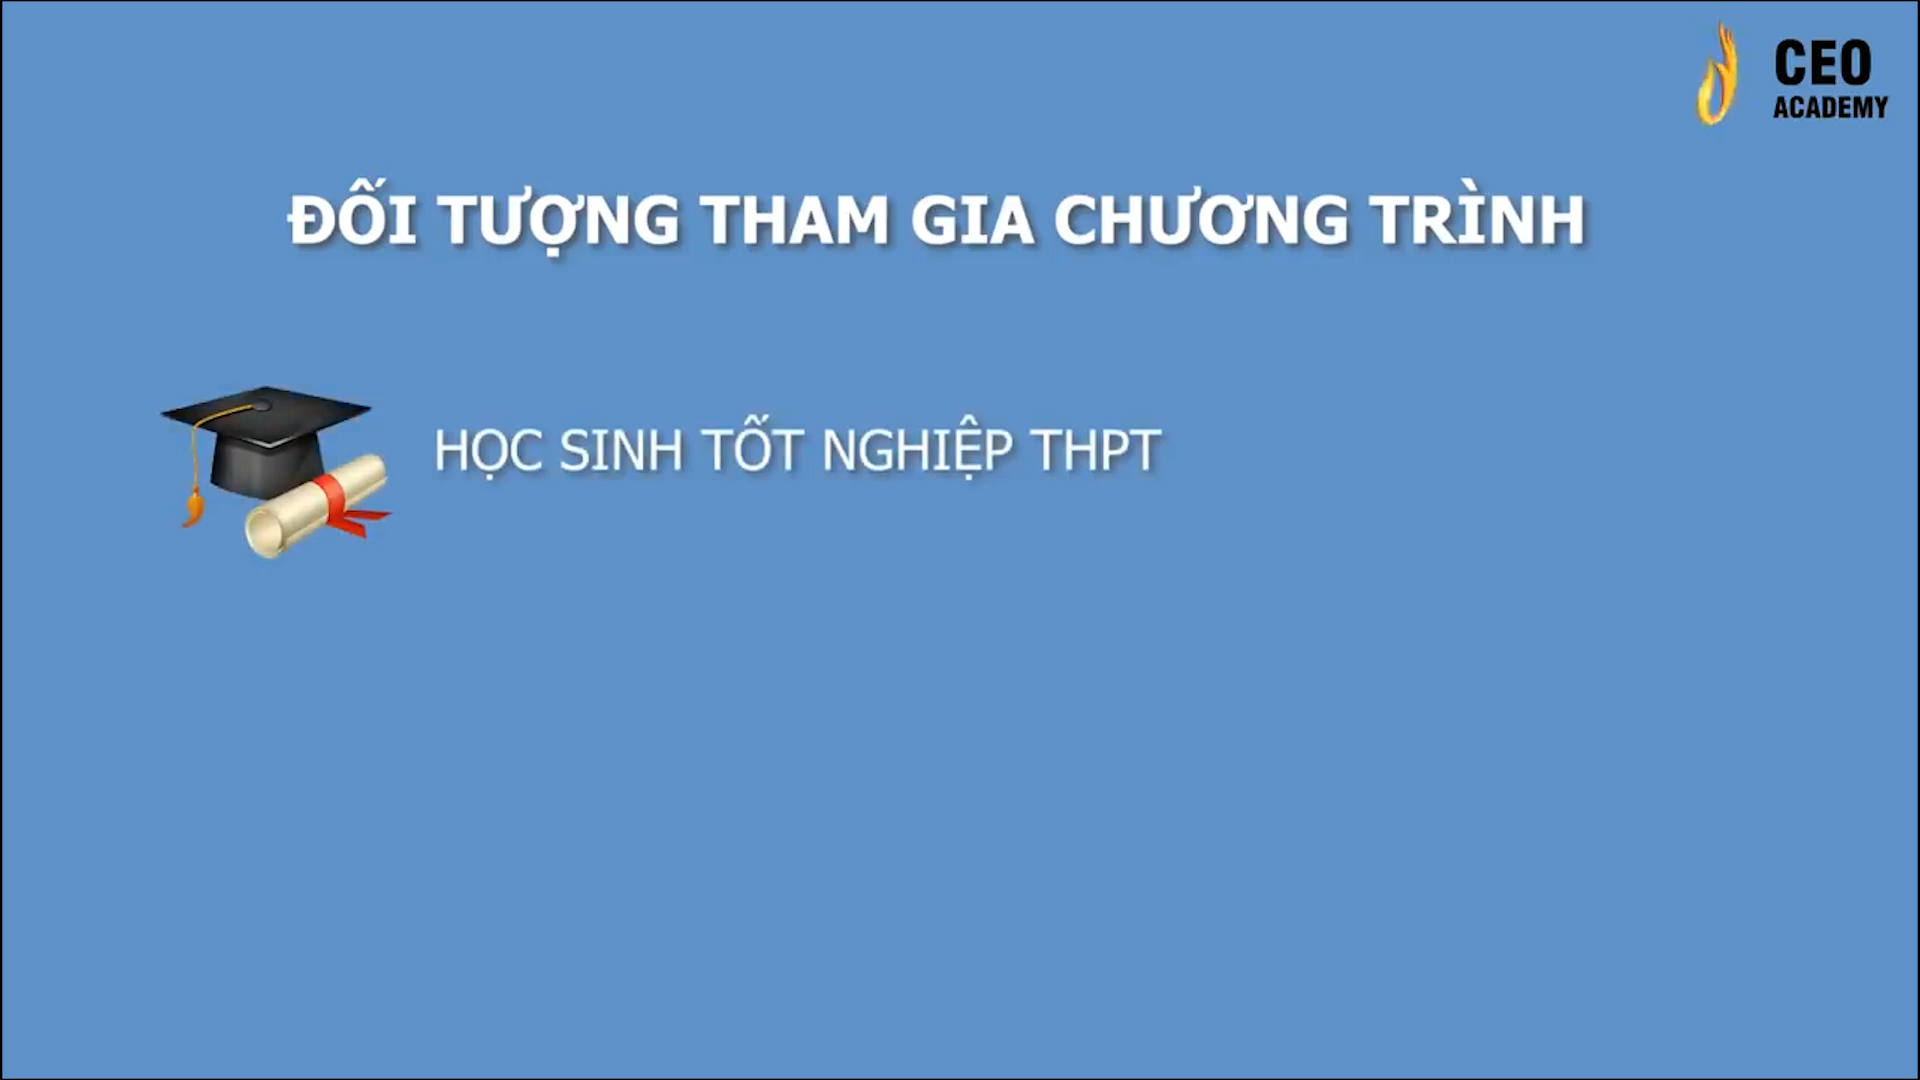 CEO
ACADEMY
ĐỐI TƯỢNG THAM GIA CHƯƠNG TRÌNH
HỌC SINH TỐT NGHIỆP THPT